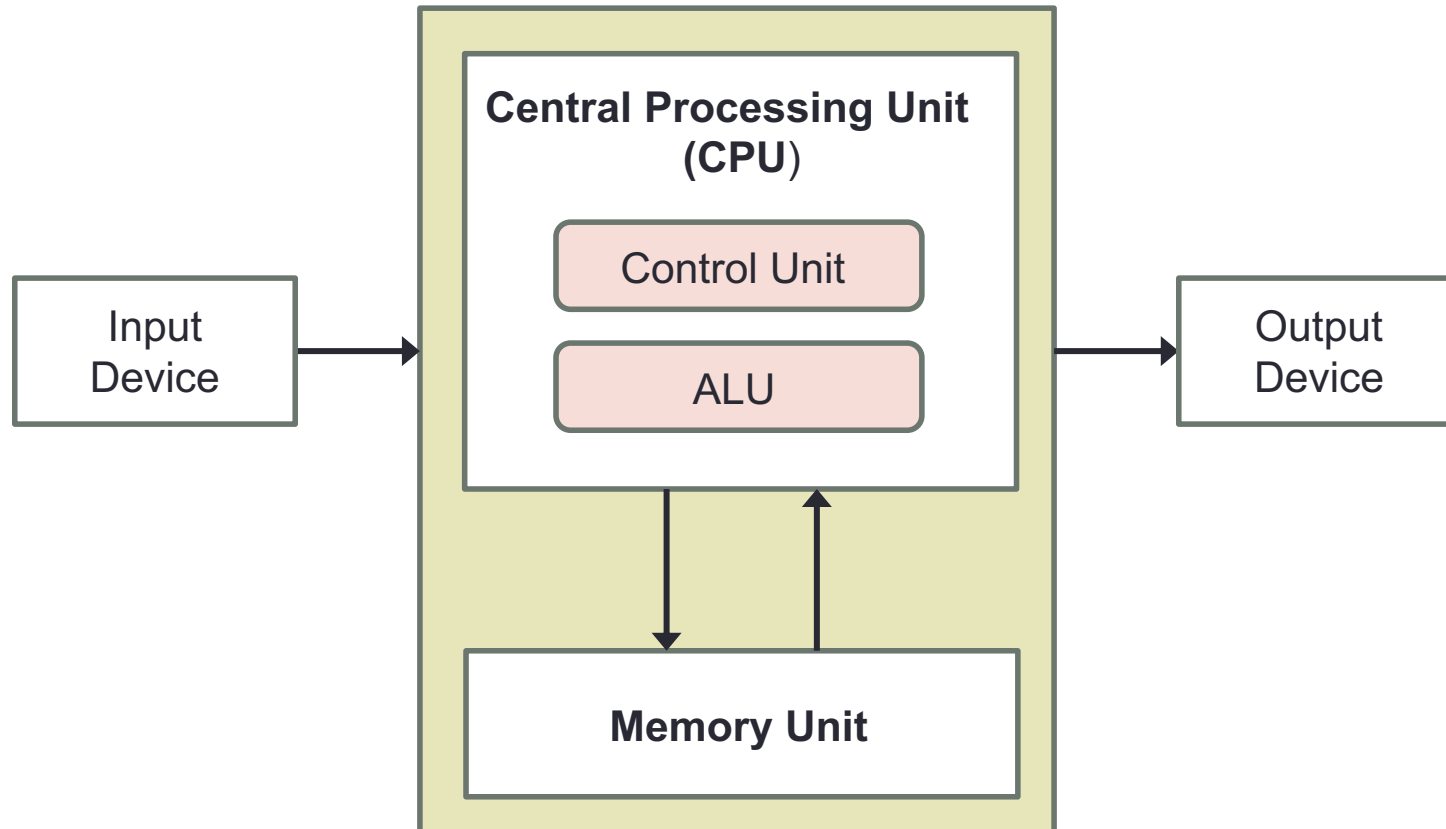 Central Processing Unit
(CPU)
Control Unit
ALU
Input
Device
Output
Device
Memory Unit